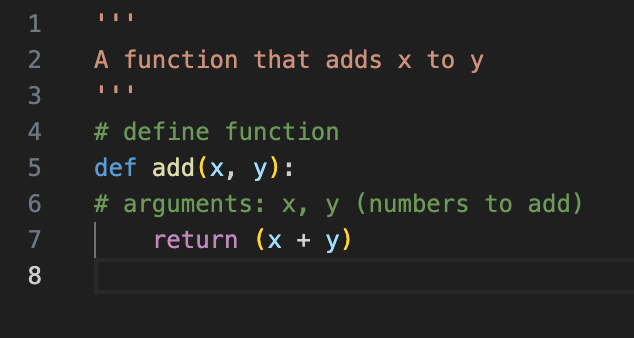 1 '''
2 A function that adds x to y
3 '''
4 # define function
5 def add(x, y):
6 # arguments: x, y (numbers to add)
7     return (x + y)
8